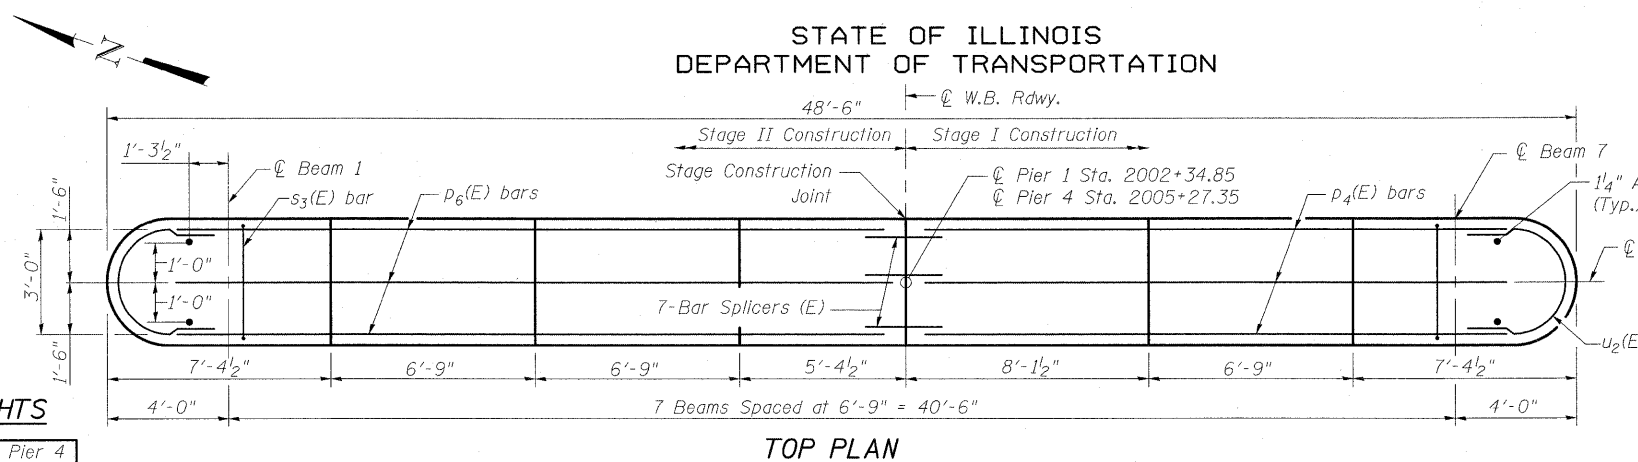 STATE OF ILLINOIS
DEPARTMENT OF TRANSPORTATION
N
℄ W.B. Rdwy.
48'-6"
Stage II Construction
Stage I Construction
1'-3½"
℄ Beam 1
Stage Construction
Joint
℄ Pier 1 Sta. 2002+34.85
℄ Pier 4 Sta. 2005+27.35
℄ Beam 7
s3(E) bar
p6(E) bars
p4(E) bars
1¼" A
(Typ.,
1'-6"
3'-0"
1'-6"
1'-0"
1'-0"
7-Bar Splicers (E)
℄
u2(E
7'-4½"
6'-9"
6'-9"
5'-4½"
8'-1½"
6'-9"
7'-4½"
4'-0"
7 Beams Spaced at 6'-9" = 40'-6"
4'-0"
HTS
Pier 4
TOP PLAN